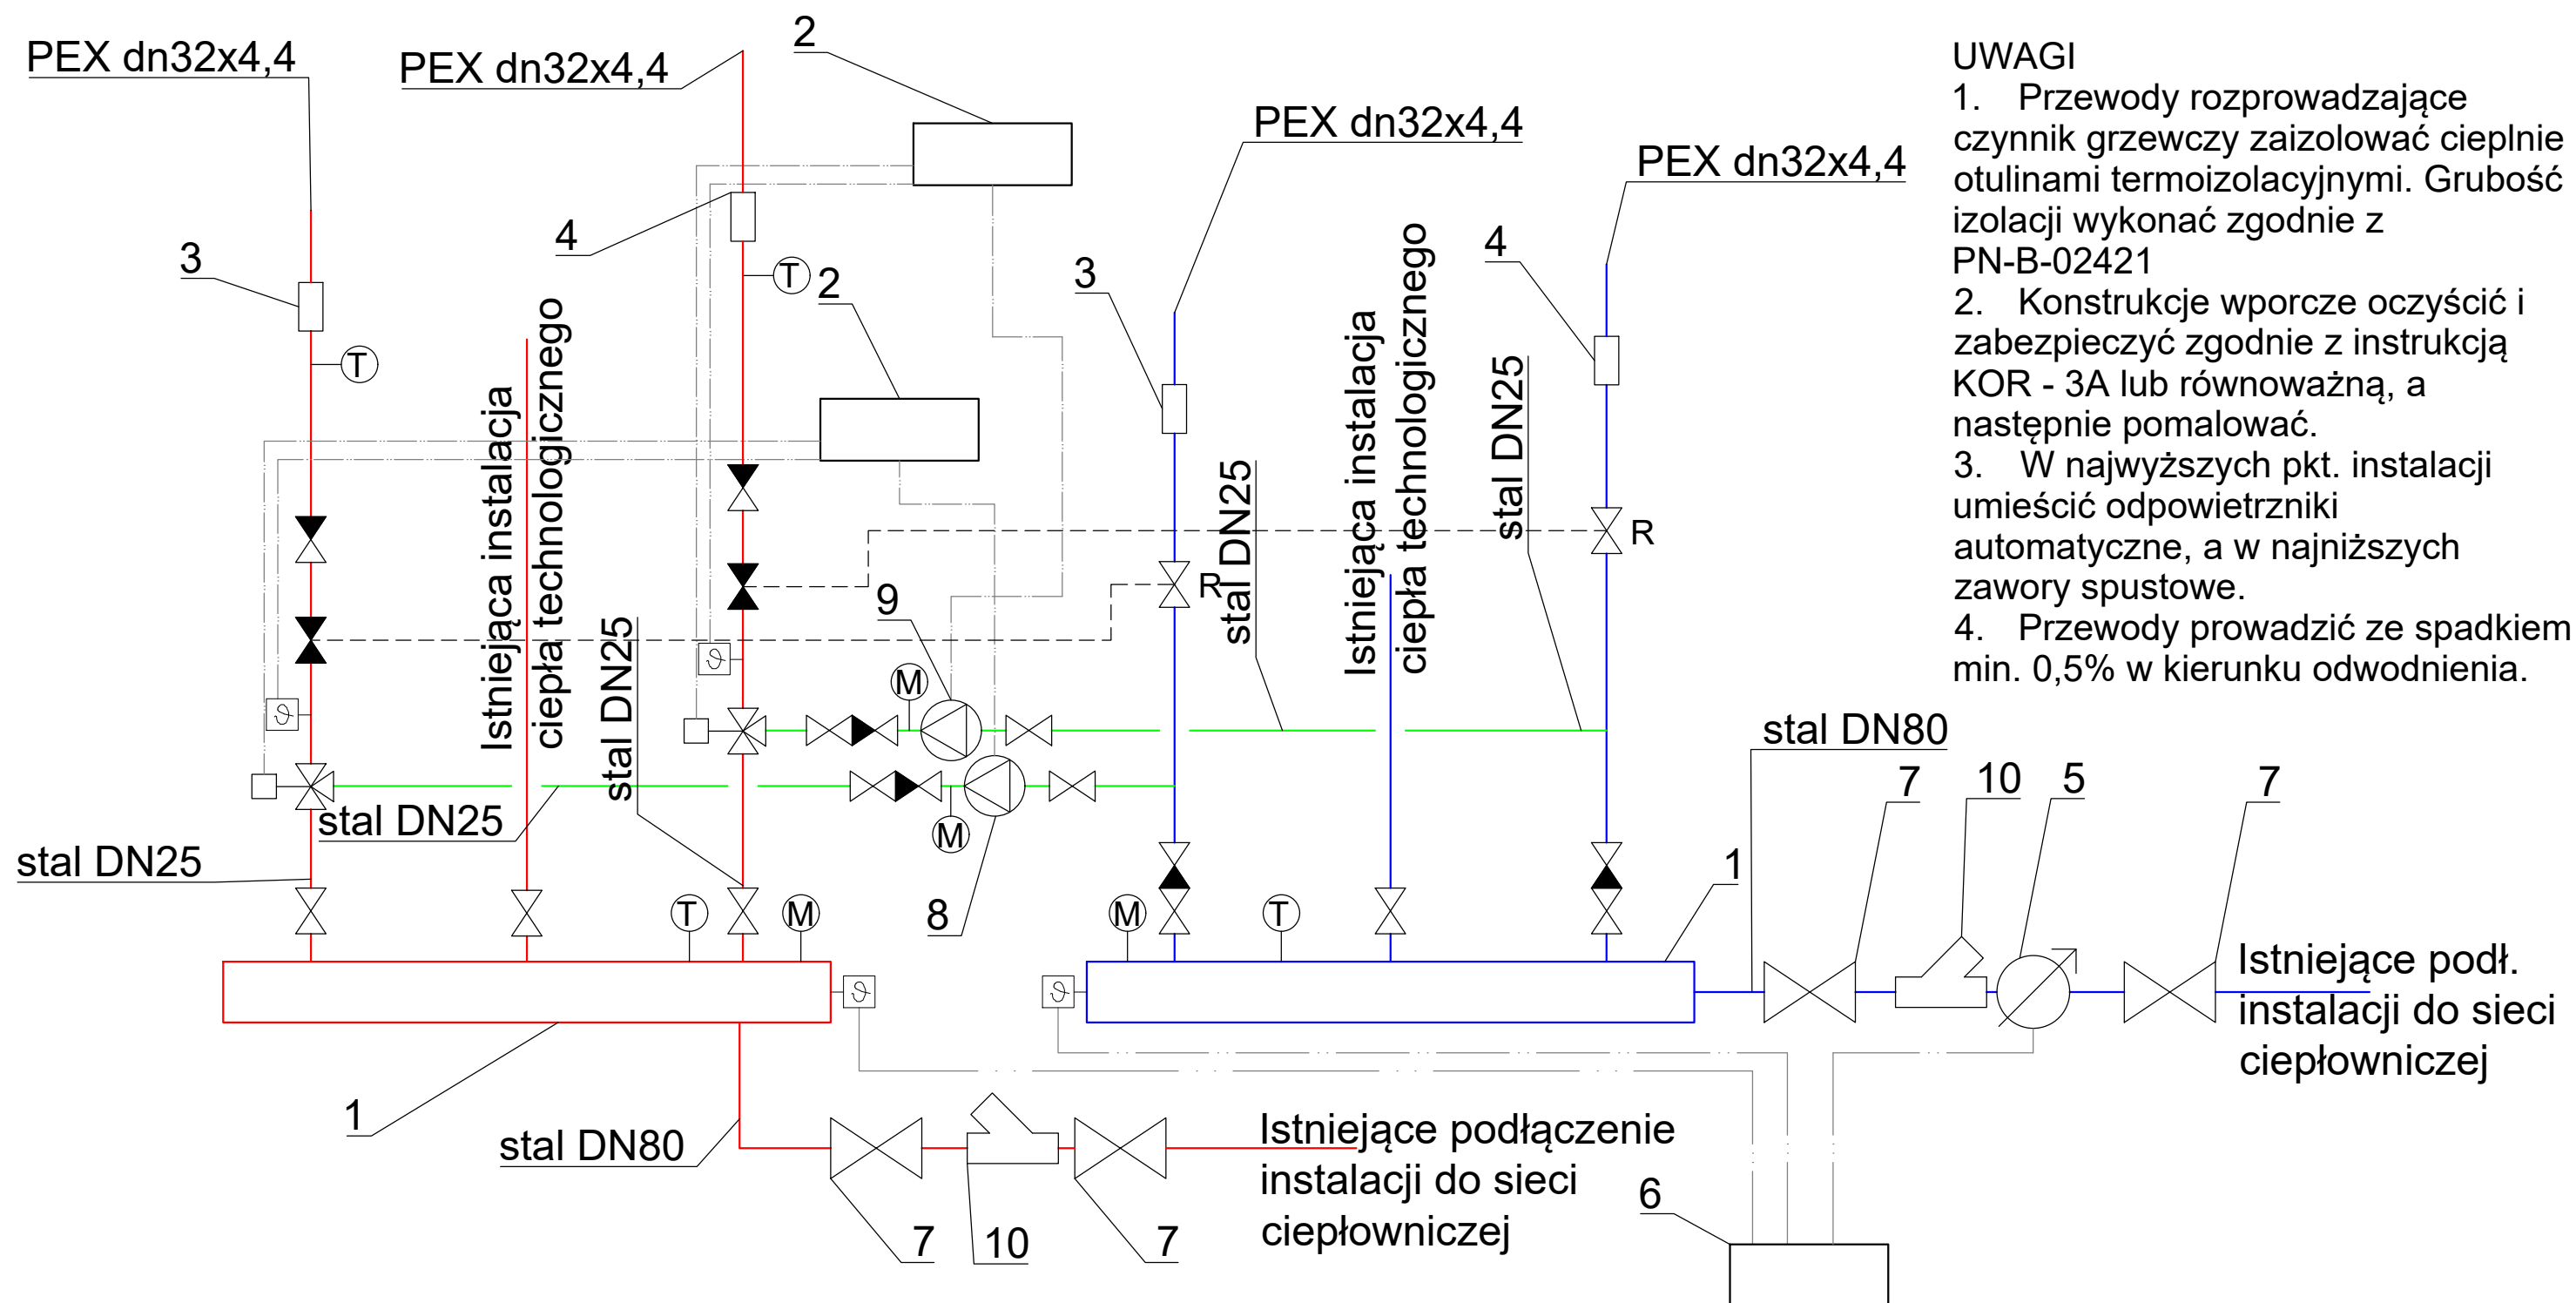 2
PEX dn32x4,4
PEX dn32x4,4
PEX dn32x4,4
PEX dn32x4,4
UWAGI
1. Przewody rozprowadzające
czynnik grzewczy zaizolować cieplnie
otulinami termoizolacyjnymi. Grubość
izolacji wykonać zgodnie z
PN-B-02421
2. Konstrukcje wporcze oczyścić i
zabezpieczyć zgodnie z instrukcją
KOR - 3A lub równoważną, a
następnie pomalować.
3. W najwyższych pkt. instalacji
umieścić odpowietrzniki
automatyczne, a w najniższych
zawory spustowe.
4. Przewody prowadzić ze spadkiem
min. 0,5% w kierunku odwodnienia.
3
4
T
2
3
4
T
Istniejąca instalacja
ciepła technologicznego
Istniejąca instalacja
ciepła technologicznego
stal DN25
stal DN25
stal DN25
R
R
9
M
ϑ
ϑ
stal DN80
7
10
5
7
stal DN25
stal DN25
M
8
1
T
M
M
T
ϑ
ϑ
Istniejące podł.
instalacji do sieci
ciepłowniczej
1
stal DN80
7
10
7
Istniejące podłączenie
instalacji do sieci
ciepłowniczej
6